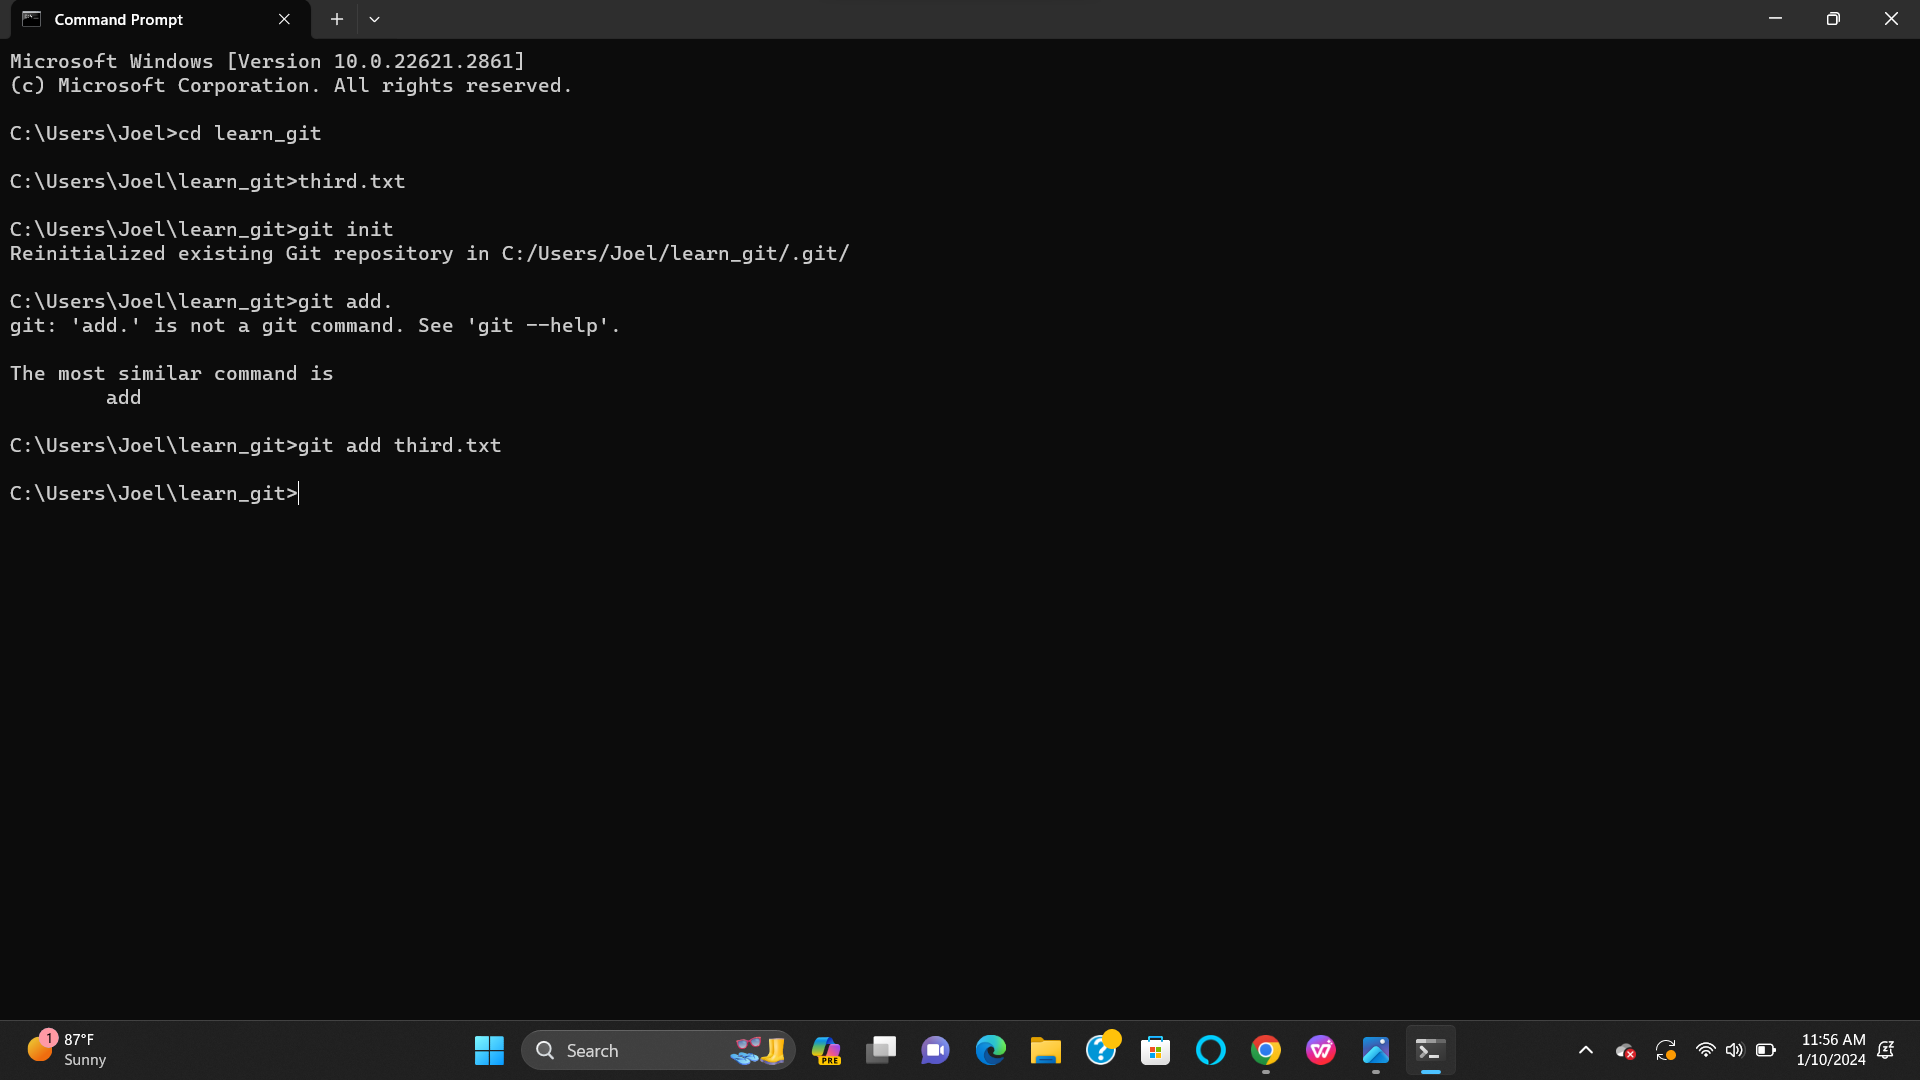 Command Prompt
Microsoft Windows [Version 10.0.22621.2861]
(c) Microsoft Corporation. All rights reserved.
C:\Users\Joel>cd learn_git
C:\Users\Joel\learn_git>third.txt
C:\Users\Joel\learn_git>git init
Reinitialized existing Git repository in C:/Users/Joel/learn_git/.git/
C:\Users\Joel\learn_git>git add.
git: 'add.' is not a git command. See 'git --help'.
The most similar command is
add
C:\Users\Joel\learn_git>git add third.txt
C:\Users\Joel\learn_git>
1
87°F
Sunny
Search
PRE
11:56 AM
1/10/2024